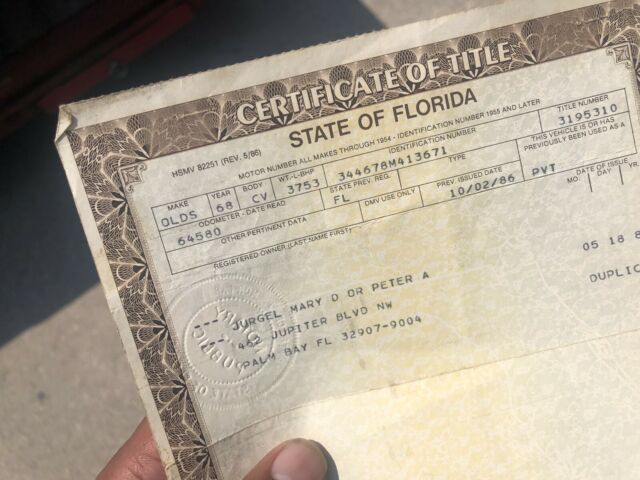 CERTIFICATE OF TITLE
STATE OF FLORIDA
HSMV 82251 (REV. 5/86)
MOTOR NUMBER ALL MAKES THROUGH 1954 - IDENTIFICATION NUMBER 1955 AND LATER
MAKE YEAR BODY WT-L-BHP IDENTIFICATION NUMBER TITLE NUMBER
OLDS 68 CV 3753 344678M413671 3195310
ODOMETER - DATE READ STATE PREV. REG. TYPE THIS VEHICLE IS OR HAS PREVIOUSLY BEEN USED AS A
64580 FL PVT
OTHER PERTINENT DATA DMV USE ONLY PREV. ISSUED DATE DATE OF ISSUE
10/02/86 MO. DAY YR.
REGISTERED OWNER (LAST NAME FIRST) 05 18 8
DUPLIC
JURGEL MARY D OR PETER A
JUPITER BLVD NW
PALM BAY FL 32907-9004
PUBLIC